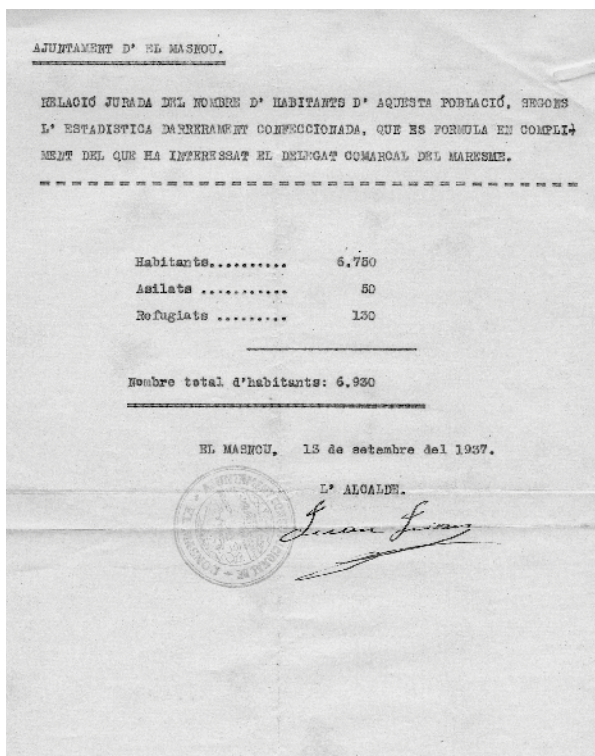 AJUNTAMENT D' EL MASNOU.
RELACIÓ JURADA DEL NOMBRE D' HABITANTS D' AQUESTA POBLACIÓ, SEGONS
L' ESTADISTICA DARRERAMENT CONFECCIONADA, QUE ES FORMULA EN COMPLI-
MENT DEL QUE HA INTERESSAT EL DELEGAT COMARCAL DEL MARESME.
Habitants.......... 6.750
Asilats ........... 50
Refugiats ......... 130
Nombre total d'habitants: 6.930
EL MASNOU, 13 de setembre del 1937.
L' ALCALDE.
Juan